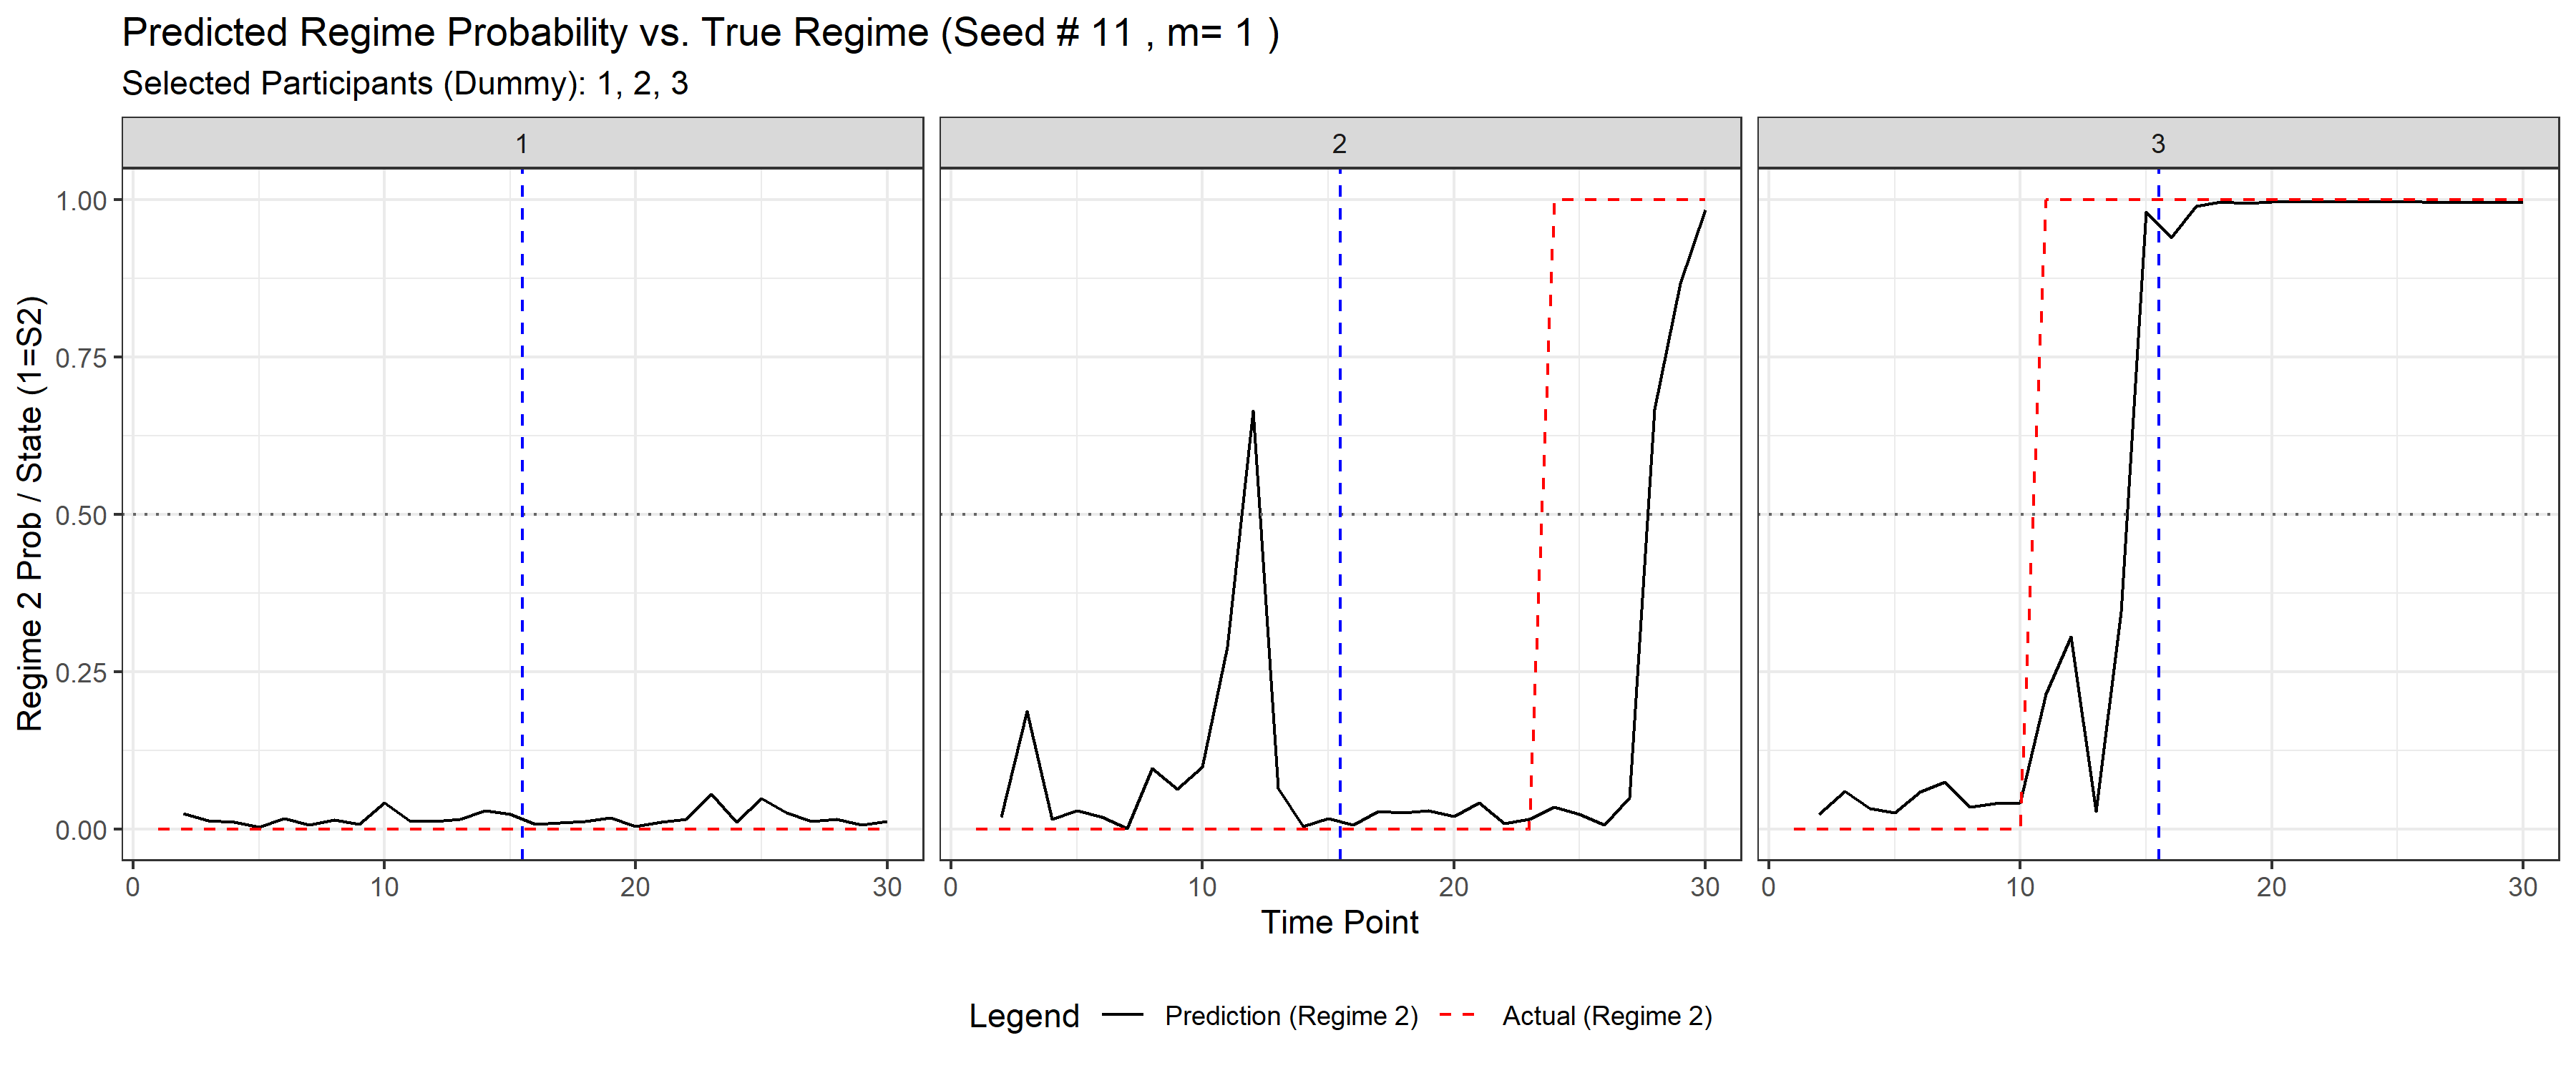 Predicted Regime Probability vs. True Regime (Seed # 11 , m= 1 )
Selected Participants (Dummy): 1, 2, 3
1 2 3
Regime 2 Prob / State (1=S2)
1.00
0.75
0.50
0.25
0.00
0 10 20 30 0 10 20 30 0 10 20 30
Time Point
Legend Prediction (Regime 2) Actual (Regime 2)